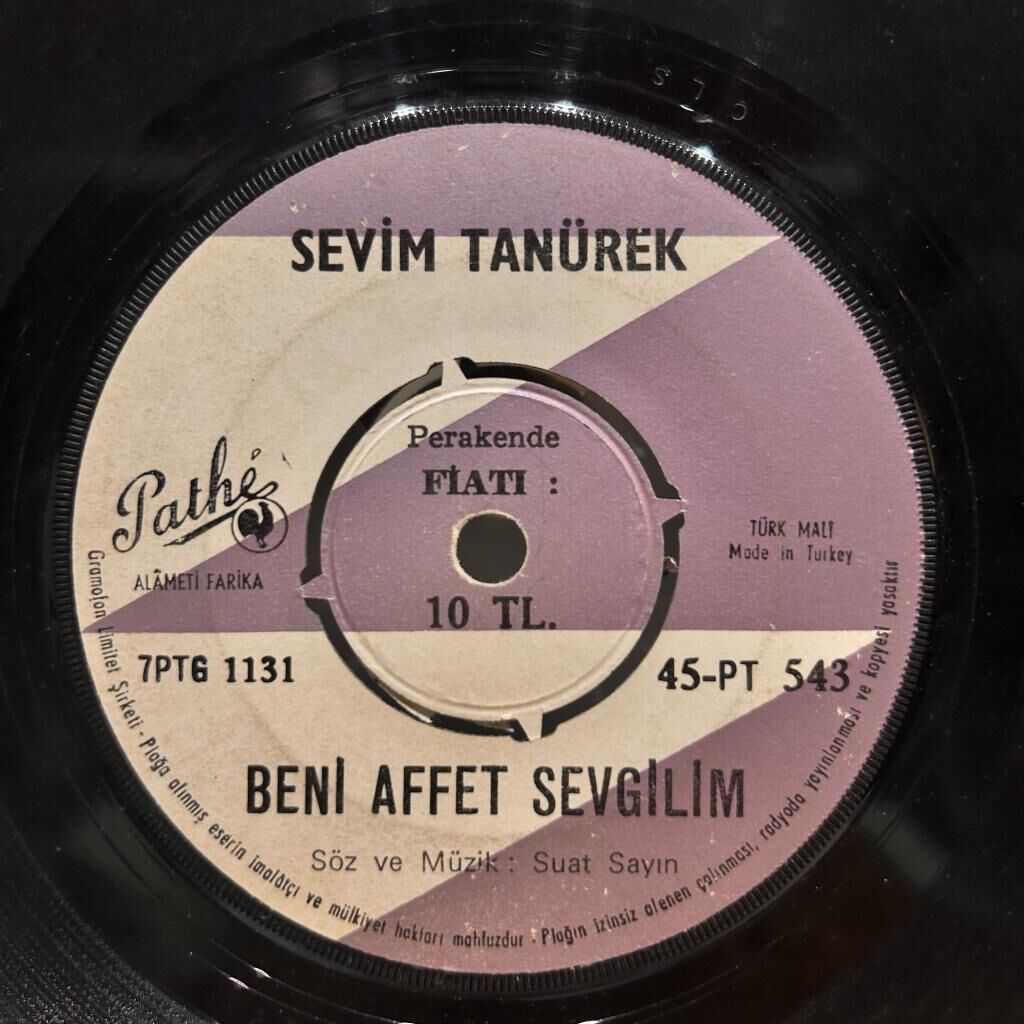 SEVİM TANÜREK
Perakende
FİATI :
10 TL.
Pathé
ALÂMETİ FARİKA
TÜRK MALI
Made in Turkey
7PTG 1131
45-PT 543
BENİ AFFET SEVGİLİM
Söz ve Müzik : Suat Sayın
Gramofon Limitet Şirketi - Plağa alınmış eserin imalâtçı ve mülkiyet hakları mahfuzdur - Plağın izinsiz alenen çalınması, radyoda yayınlanması ve kopyesi yasaktır